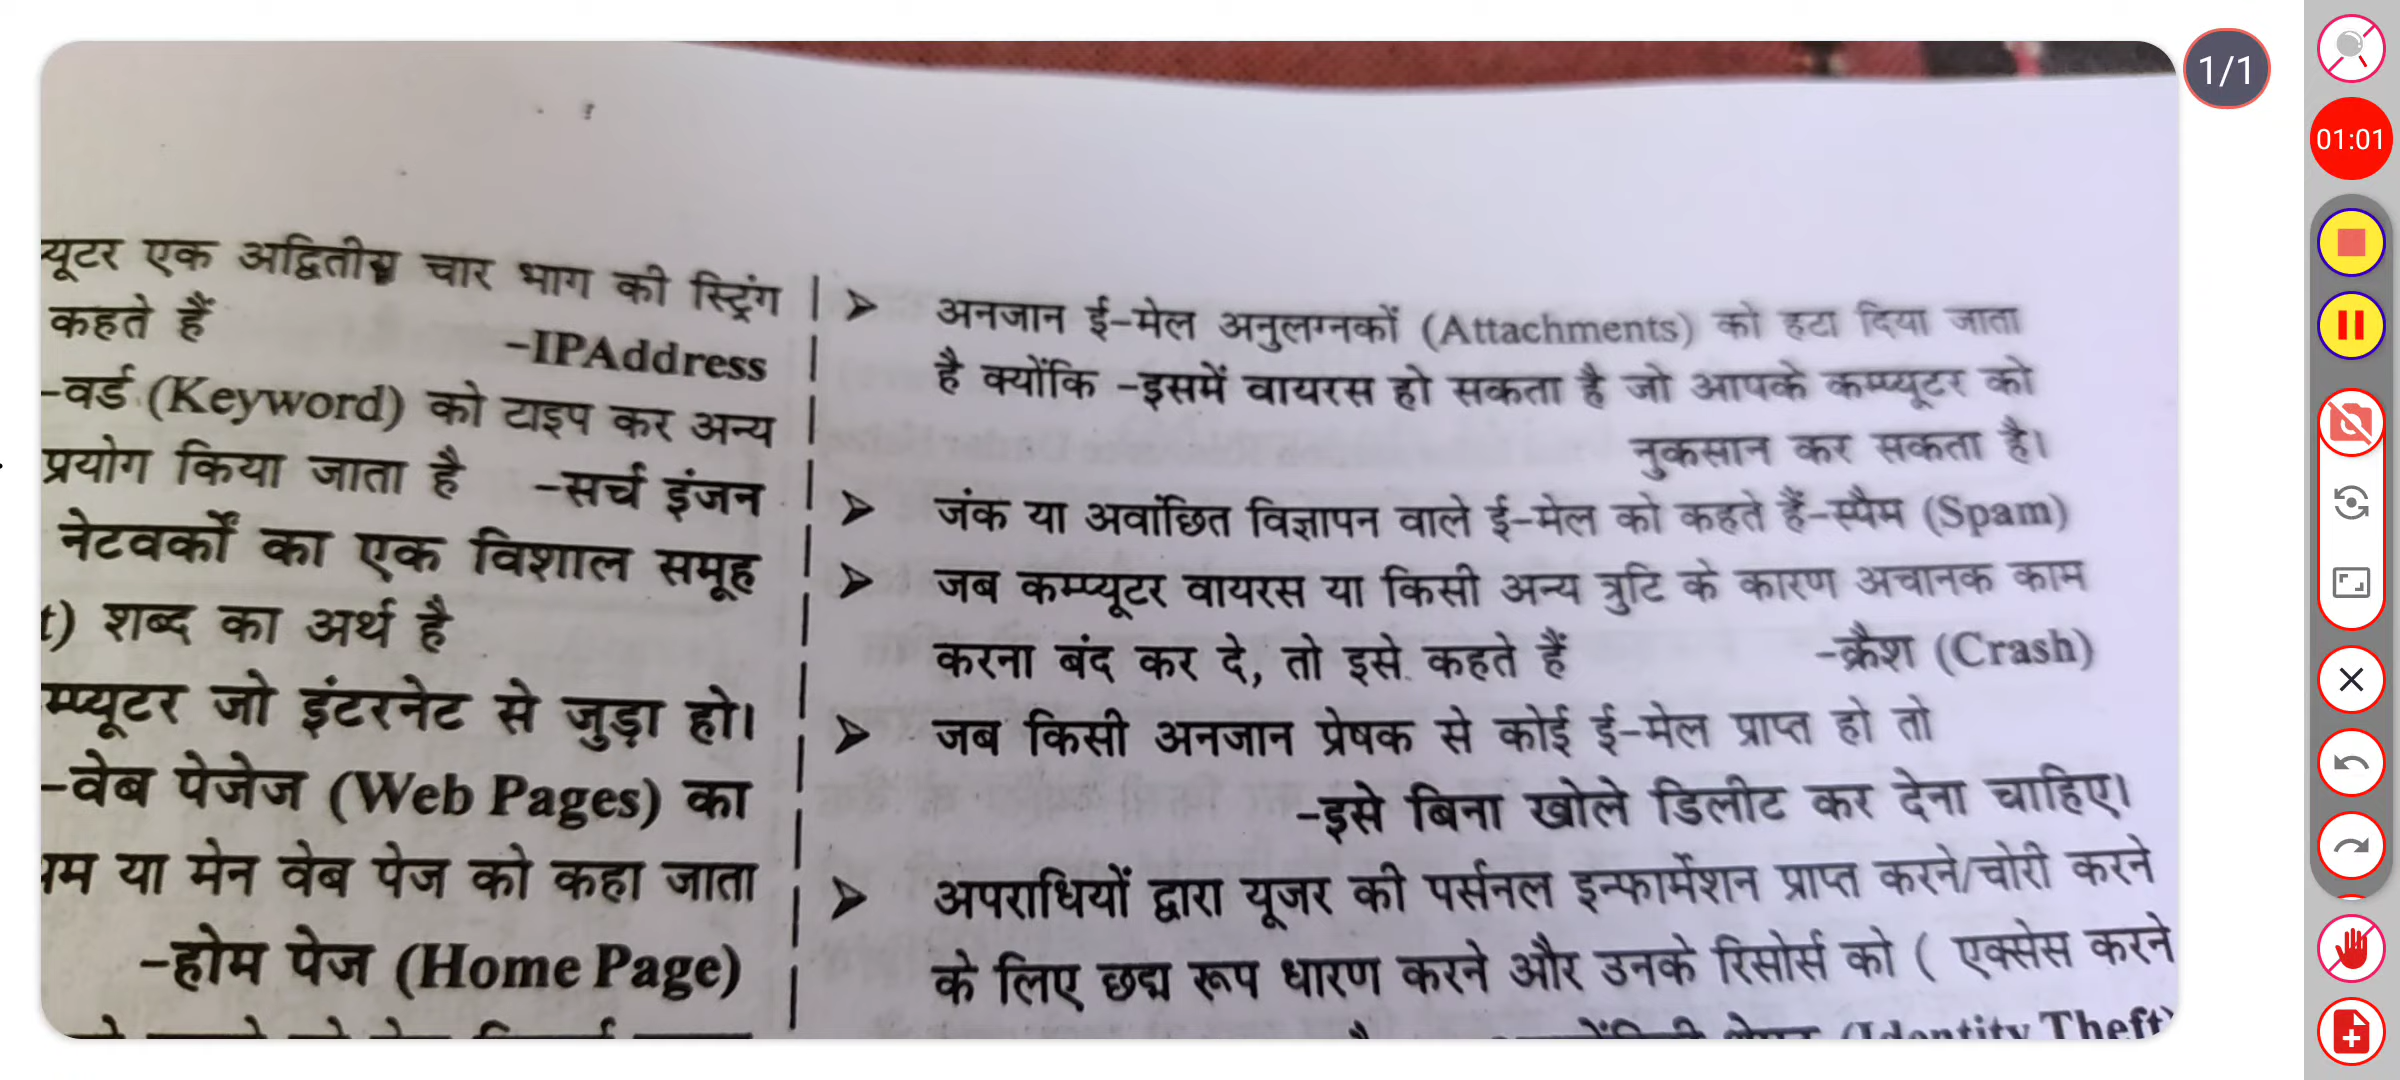 यूटर एक अद्वितीय चार भाग की स्ट्रिंग
कहते हैं -IPAddress
-वर्ड (Keyword) को टाइप कर अन्य
प्रयोग किया जाता है -सर्च इंजन
नेटवर्कों का एक विशाल समूह
t) शब्द का अर्थ है
म्प्यूटर जो इंटरनेट से जुड़ा हो।
-वेब पेजेज (Web Pages) का
या मेन वेब पेज को कहा जाता
-होम पेज (Home Page)
➤ अनजान ई-मेल अनुलग्नकों (Attachments) को हटा दिया जाता
है क्योंकि -इसमें वायरस हो सकता है जो आपके कम्प्यूटर को
नुकसान कर सकता है।
➤ जंक या अवांछित विज्ञापन वाले ई-मेल को कहते हैं-स्पैम (Spam)
➤ जब कम्प्यूटर वायरस या किसी अन्य त्रुटि के कारण अचानक काम
करना बंद कर दे, तो इसे कहते हैं -क्रैश (Crash)
➤ जब किसी अनजान प्रेषक से कोई ई-मेल प्राप्त हो तो
-इसे बिना खोले डिलीट कर देना चाहिए।
➤ अपराधियों द्वारा यूजर की पर्सनल इन्फार्मेशन प्राप्त करने/चोरी करने
के लिए छद्म रूप धारण करने और उनके रिसोर्स को ( एक्सेस करने
(Identity Theft)
1/1
01:01